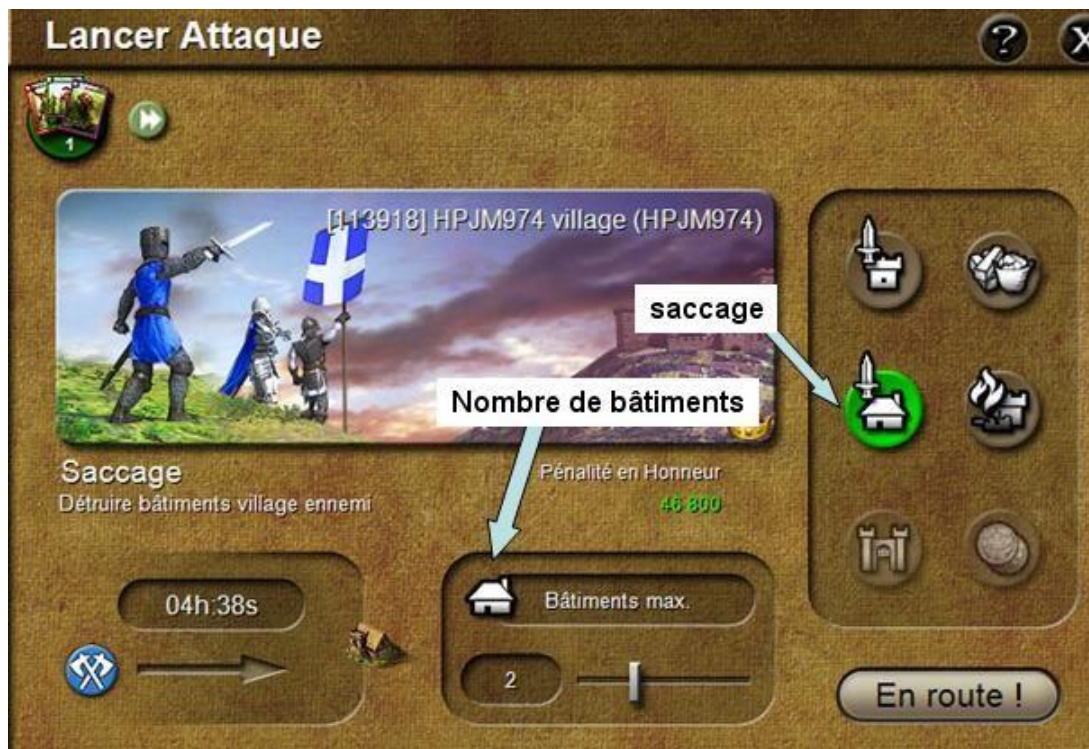 Lancer Attaque
?
X
1
[113918] HPJM974 village (HPJM974)
saccage
Nombre de bâtiments
Saccage
Détruire bâtiments village ennemi
Pénalité en Honneur
46 800
04h:38s
Bâtiments max.
2
En route !